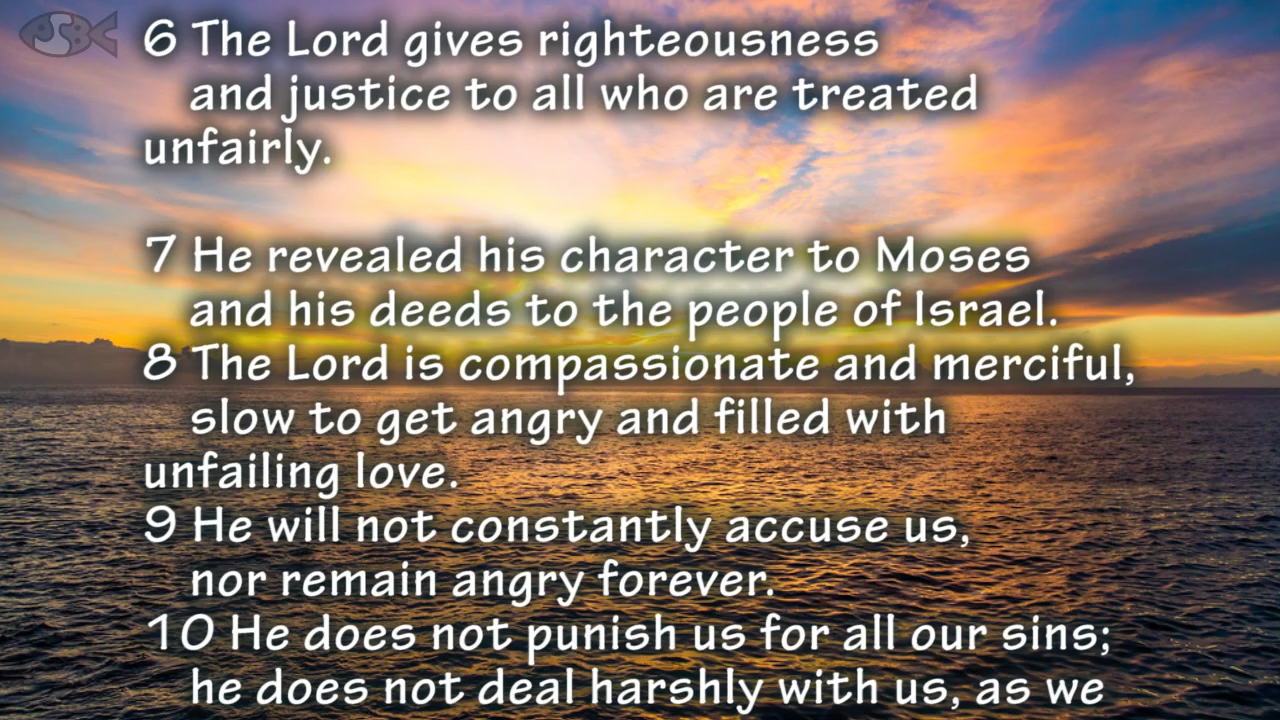 6 The Lord gives righteousness
and justice to all who are treated
unfairly.
7 He revealed his character to Moses
and his deeds to the people of Israel.
8 The Lord is compassionate and merciful,
slow to get angry and filled with
unfailing love.
9 He will not constantly accuse us,
nor remain angry forever.
10 He does not punish us for all our sins;
he does not deal harshly with us, as we